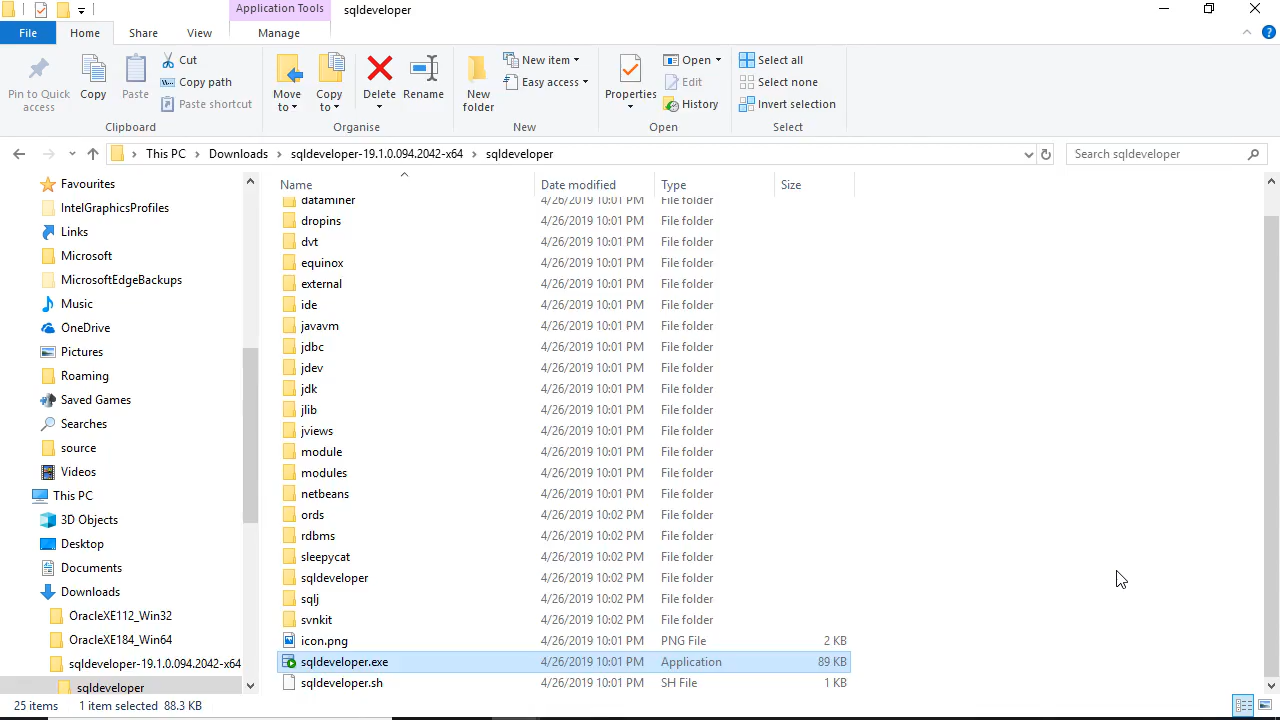 Application Tools
sqldeveloper
File
Home
Share
View
Manage
Pin to Quick access
Copy
Paste
Cut
Copy path
Paste shortcut
Clipboard
Move to
Copy to
Delete
Rename
Organise
New folder
New item
Easy access
New
Properties
Open
Edit
History
Open
Select all
Select none
Invert selection
Select
This PC > Downloads > sqldeveloper-19.1.0.094.2042-x64 > sqldeveloper
Search sqldeveloper
Favourites
IntelGraphicsProfiles
Links
Microsoft
MicrosoftEdgeBackups
Music
OneDrive
Pictures
Roaming
Saved Games
Searches
source
Videos
This PC
3D Objects
Desktop
Documents
Downloads
OracleXE112_Win32
OracleXE184_Win64
sqldeveloper-19.1.0.094.2042-x64
sqldeveloper
Name Date modified Type Size
dataminer 4/26/2019 10:01 PM File folder
dropins 4/26/2019 10:01 PM File folder
dvt 4/26/2019 10:01 PM File folder
equinox 4/26/2019 10:01 PM File folder
external 4/26/2019 10:01 PM File folder
ide 4/26/2019 10:01 PM File folder
javavm 4/26/2019 10:01 PM File folder
jdbc 4/26/2019 10:01 PM File folder
jdev 4/26/2019 10:01 PM File folder
jdk 4/26/2019 10:01 PM File folder
jlib 4/26/2019 10:01 PM File folder
jviews 4/26/2019 10:01 PM File folder
module 4/26/2019 10:01 PM File folder
modules 4/26/2019 10:01 PM File folder
netbeans 4/26/2019 10:01 PM File folder
ords 4/26/2019 10:02 PM File folder
rdbms 4/26/2019 10:02 PM File folder
sleepycat 4/26/2019 10:02 PM File folder
sqldeveloper 4/26/2019 10:02 PM File folder
sqlj 4/26/2019 10:02 PM File folder
svnkit 4/26/2019 10:02 PM File folder
icon.png 4/26/2019 10:01 PM PNG File 2 KB
sqldeveloper.exe 4/26/2019 10:01 PM Application 89 KB
sqldeveloper.sh 4/26/2019 10:01 PM SH File 1 KB
25 items 1 item selected 88.3 KB